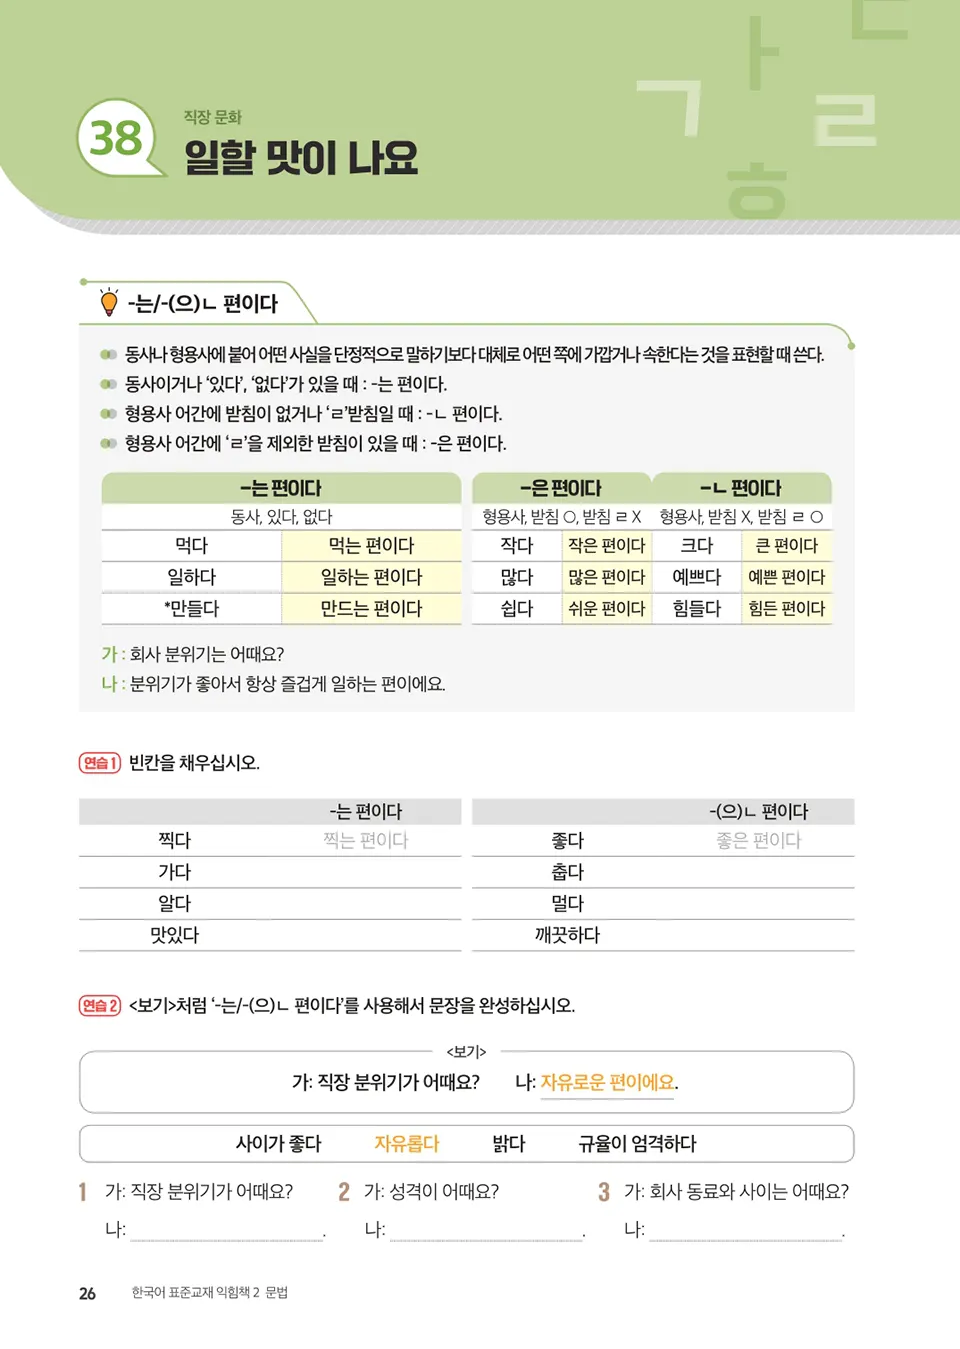 ㄱ ㅏ ㄷ ㄹ ㅎ
38
직장 문화
일할 맛이 나요
-는/-(으)ㄴ 편이다
동사나 형용사에 붙어 어떤 사실을 단정적으로 말하기보다 대체로 어떤 쪽에 가깝거나 속한다는 것을 표현할 때 쓴다.
동사이거나 ‘있다’, ‘없다’가 있을 때 : -는 편이다.
형용사 어간에 받침이 없거나 ‘ㄹ’받침일 때 : -ㄴ 편이다.
형용사 어간에 ‘ㄹ’을 제외한 받침이 있을 때 : -은 편이다.
-는 편이다 -은 편이다 -ㄴ 편이다
동사, 있다, 없다 형용사, 받침 O, 받침 ㄹ X 형용사, 받침 X, 받침 ㄹ O
먹다 먹는 편이다 작다 작은 편이다 크다 큰 편이다
일하다 일하는 편이다 많다 많은 편이다 예쁘다 예쁜 편이다
*만들다 만드는 편이다 쉽다 쉬운 편이다 힘들다 힘든 편이다
가 : 회사 분위기는 어때요?
나 : 분위기가 좋아서 항상 즐겁게 일하는 편이에요.
연습 1 빈칸을 채우십시오.
-는 편이다 -(으)ㄴ 편이다
찍다 찍는 편이다 좋다 좋은 편이다
가다 춥다
알다 멀다
맛있다 깨끗하다
연습 2 <보기>처럼 ‘-는/-(으)ㄴ 편이다’를 사용해서 문장을 완성하십시오.
<보기>
가: 직장 분위기가 어때요? 나: 자유로운 편이에요.
사이가 좋다 자유롭다 밝다 규율이 엄격하다
1 가: 직장 분위기가 어때요? 2 가: 성격이 어때요? 3 가: 회사 동료와 사이는 어때요?
나: . 나: . 나: .
26 한국어 표준교재 익힘책 2 문법